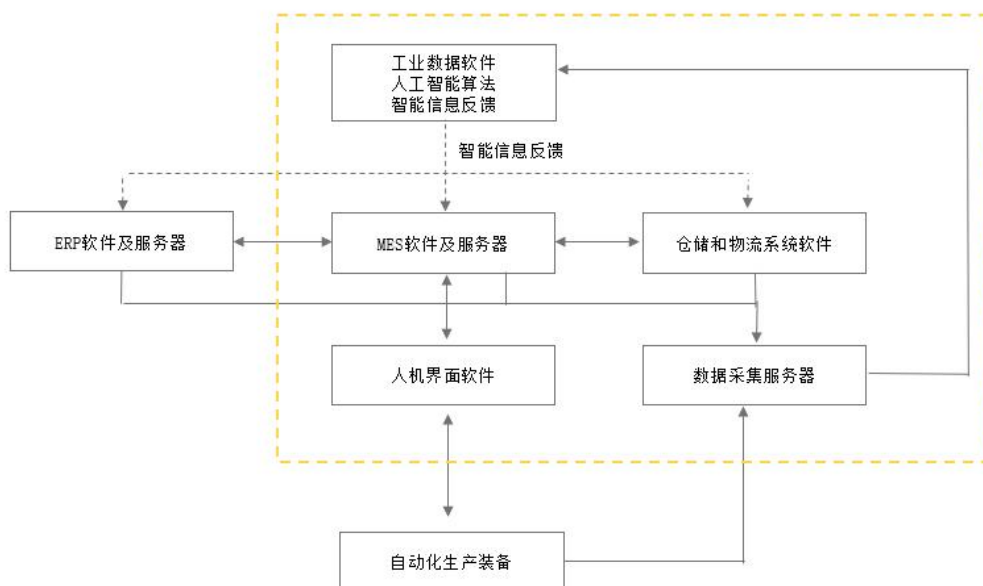 工业数据软件
人工智能算法
智能信息反馈
智能信息反馈
ERP软件及服务器
MES软件及服务器
仓储和物流系统软件
人机界面软件
数据采集服务器
自动化生产装备